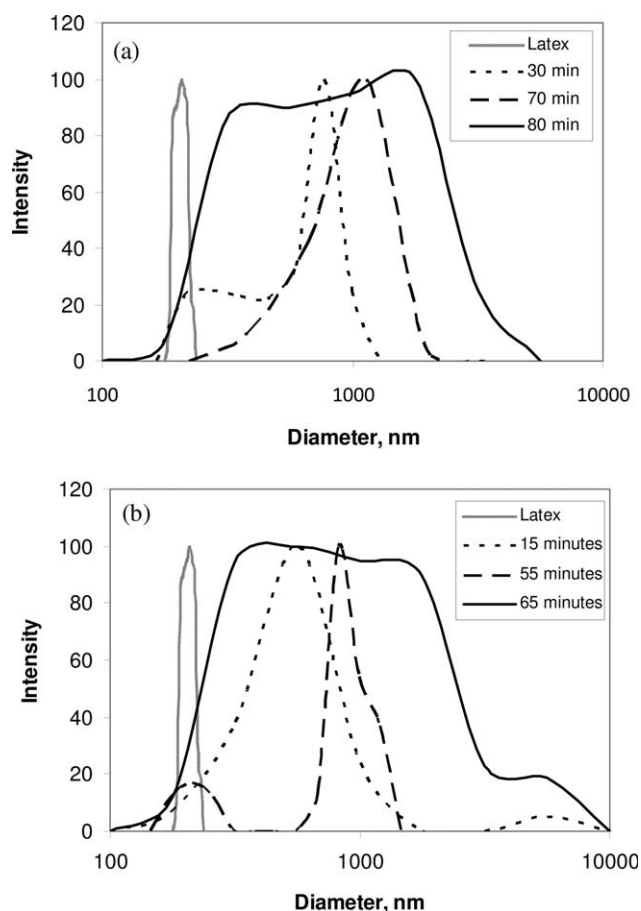 (a)
Latex
30 min
70 min
80 min
120
100
80
60
40
20
0
Intensity
100 1000 10000
Diameter, nm
(b)
Latex
15 minutes
55 minutes
65 minutes
120
100
80
60
40
20
0
Intensity
100 1000 10000
Diameter, nm